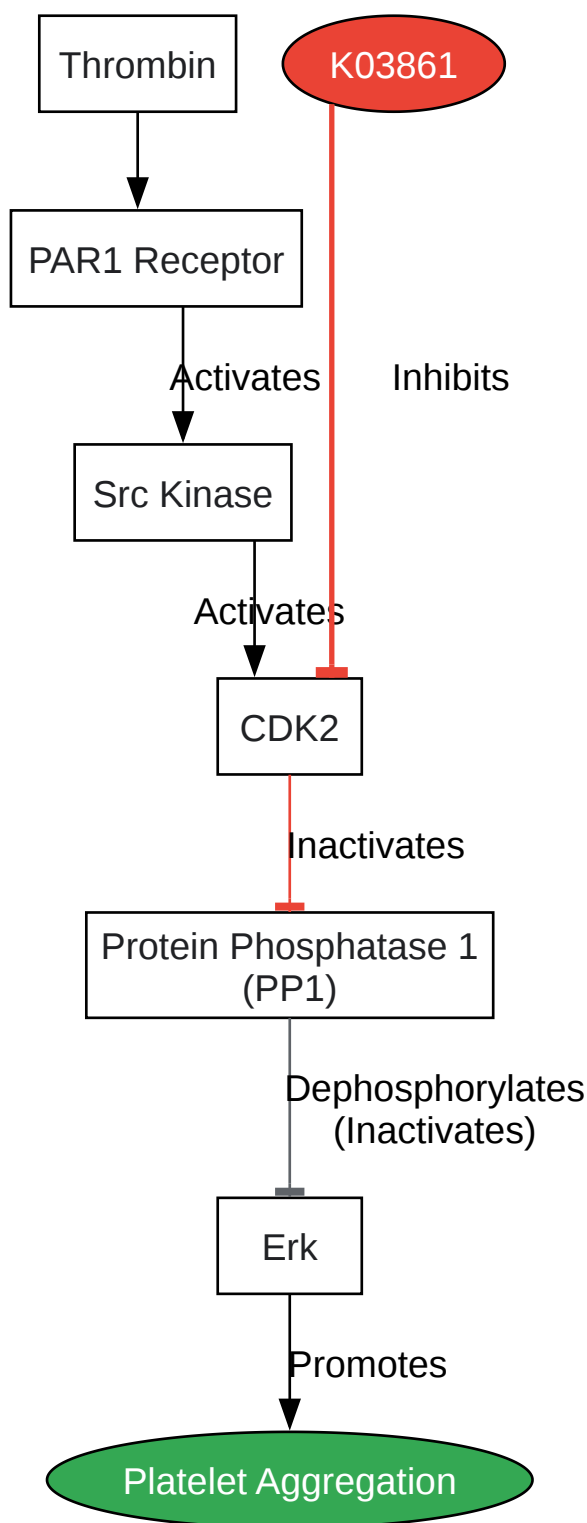 Thrombin
K03861
PAR1 Receptor
Activates
Inhibits
Src Kinase
Activates
CDK2
Inactivates
Protein Phosphatase 1
(PP1)
Dephosphorylates
(Inactivates)
Erk
Promotes
Platelet Aggregation